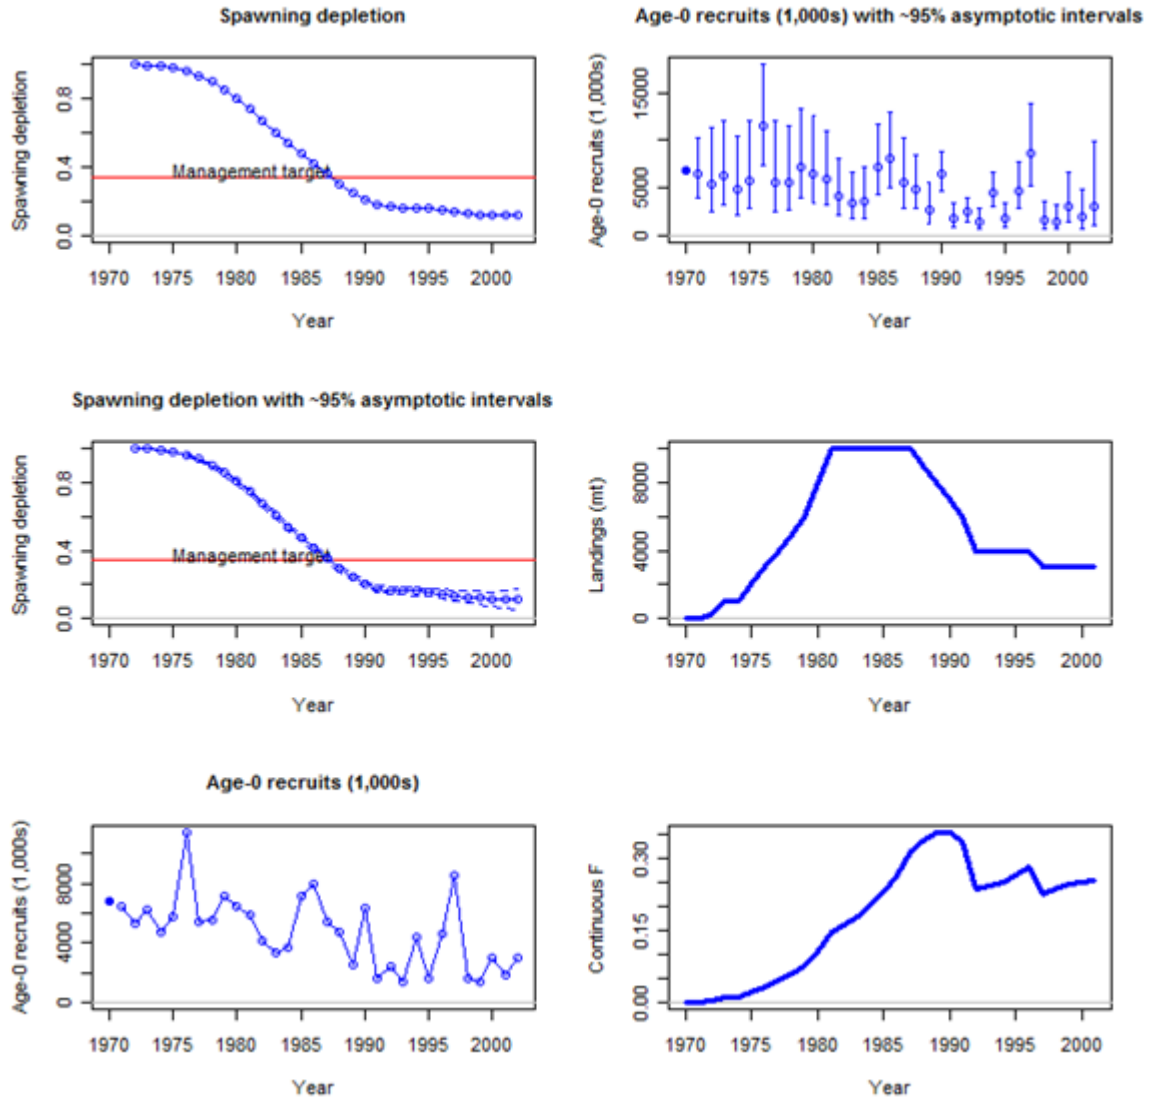 Spawning depletion
Spawning depletion
0.0 0.4 0.8
Management target
1970 1975 1980 1985 1990 1995 2000
Year
Age-0 recruits (1,000s) with ~95% asymptotic intervals
Age-0 recruits (1,000s)
0 5000 15000
1970 1975 1980 1985 1990 1995 2000
Year
Spawning depletion with ~95% asymptotic intervals
Spawning depletion
0.0 0.4 0.8
Management target
1970 1975 1980 1985 1990 1995 2000
Year
Landings (mt)
0 4000 8000
1970 1975 1980 1985 1990 1995 2000
Year
Age-0 recruits (1,000s)
Age-0 recruits (1,000s)
0 4000 8000
1970 1975 1980 1985 1990 1995 2000
Year
Continuous F
0.00 0.15 0.30
1970 1975 1980 1985 1990 1995 2000
Year